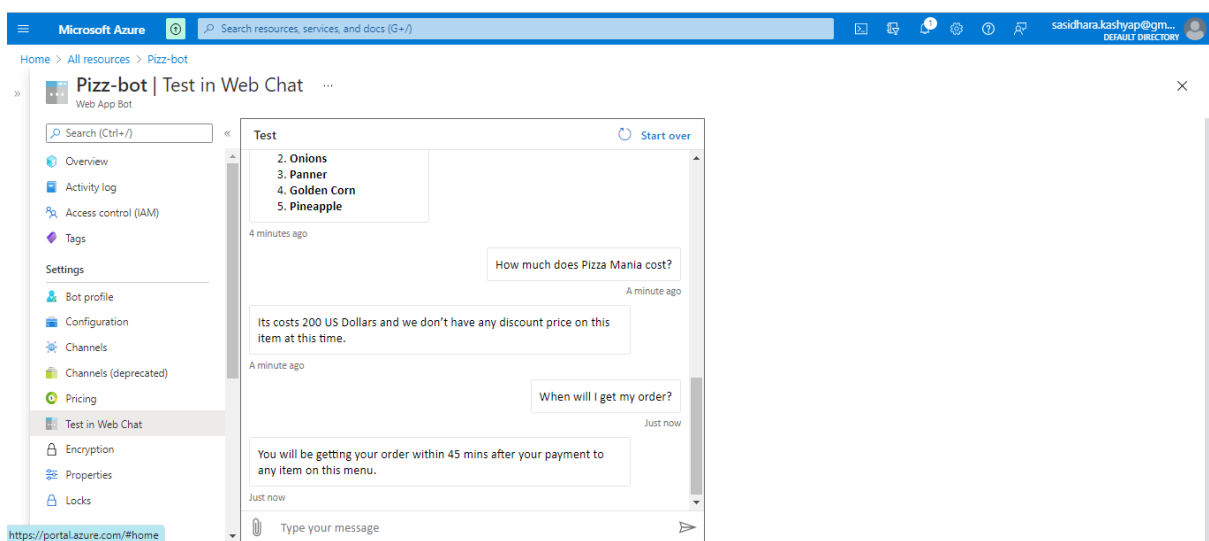 Microsoft Azure
Search resources, services, and docs (G+/)
1
sasidhara.kashyap@gm...
DEFAULT DIRECTORY
Home > All resources > Pizz-bot
»
Pizz-bot | Test in Web Chat ...
Web App Bot
Search (Ctrl+/)
«
Overview
Activity log
Access control (IAM)
Tags
Settings
Bot profile
Configuration
Channels
Channels (deprecated)
Pricing
Test in Web Chat
Encryption
Properties
Locks
https://portal.azure.com/#home
Test
Start over
2. Onions
3. Panner
4. Golden Corn
5. Pineapple
4 minutes ago
How much does Pizza Mania cost?
A minute ago
Its costs 200 US Dollars and we don't have any discount price on this
item at this time.
A minute ago
When will I get my order?
Just now
You will be getting your order within 45 mins after your payment to
any item on this menu.
Just now
Type your message